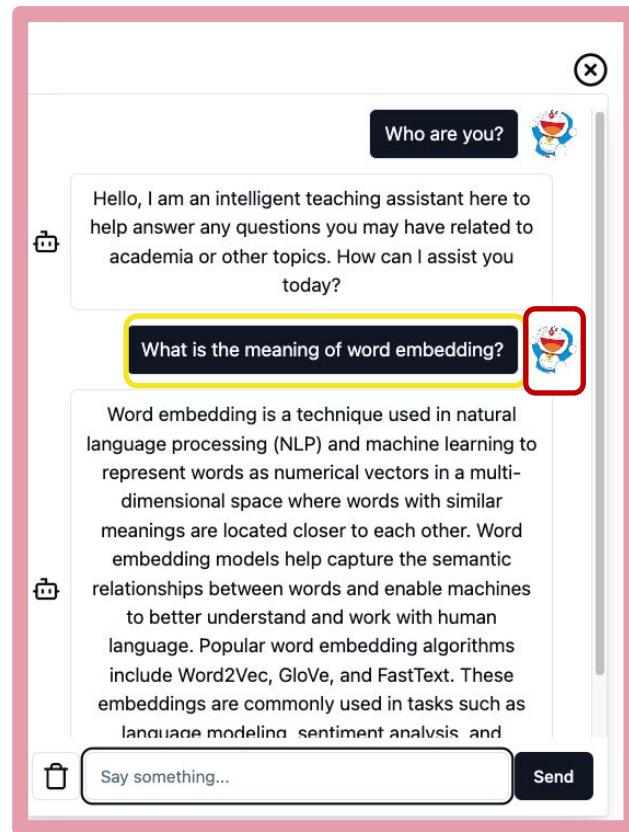 Who are you?
Hello, I am an intelligent teaching assistant here to
help answer any questions you may have related to
academia or other topics. How can I assist you
today?
What is the meaning of word embedding?
Word embedding is a technique used in natural
language processing (NLP) and machine learning to
represent words as numerical vectors in a multi-
dimensional space where words with similar
meanings are located closer to each other. Word
embedding models help capture the semantic
relationships between words and enable machines
to better understand and work with human
language. Popular word embedding algorithms
include Word2Vec, GloVe, and FastText. These
embeddings are commonly used in tasks such as
language modeling, sentiment analysis, and
Say something...
Send